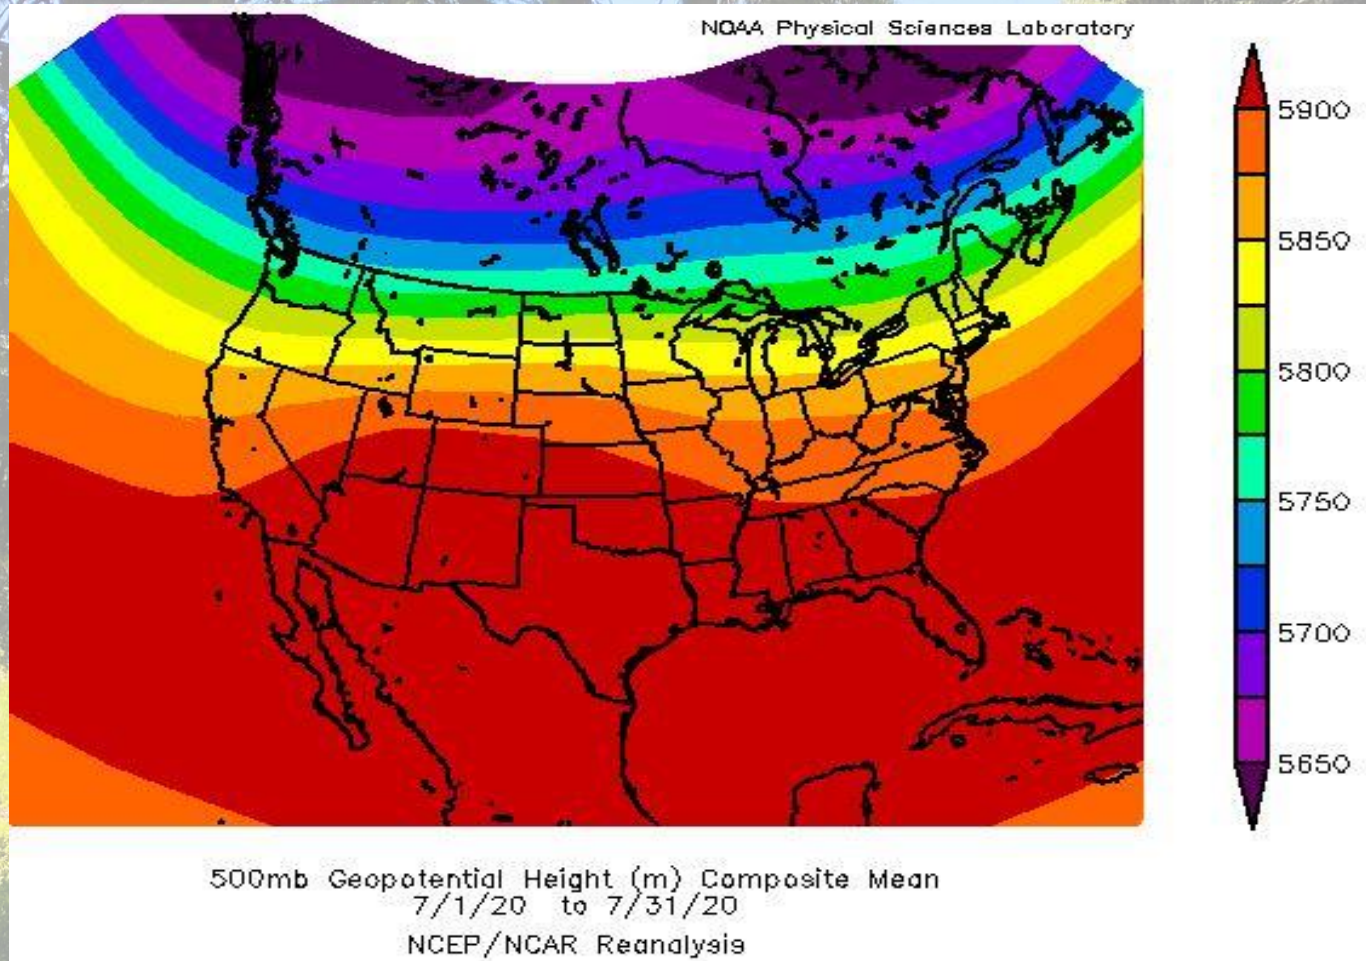 NOAA Physical Sciences Laboratory
5900
5850
5800
5750
5700
5650
500mb Geopotential Height (m) Composite Mean
7/1/20 to 7/31/20
NCEP/NCAR Reanalysis